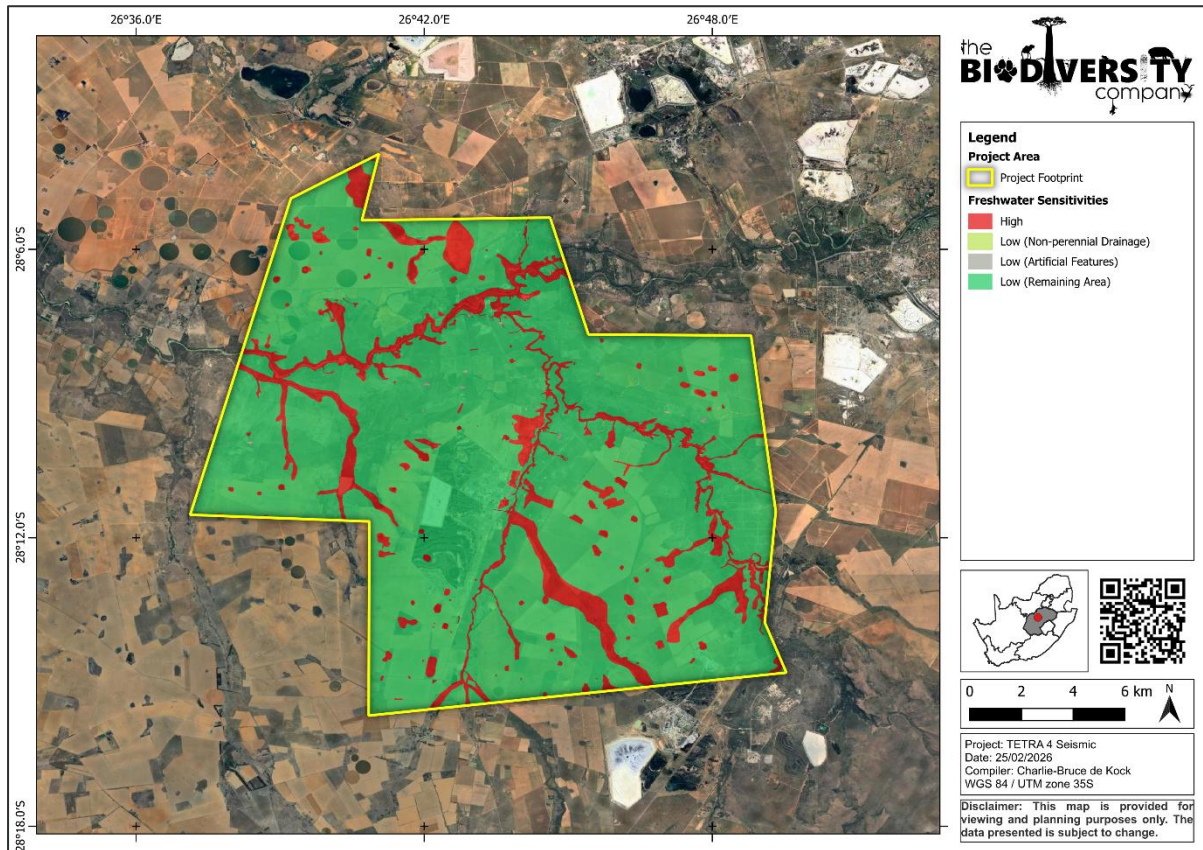 26°36.0'E
26°42.0'E
26°48.0'E
28°6.0'S
28°12.0'S
28°18.0'S
the
BIODIVERSITY
company
Legend
Project Area
Project Footprint
Freshwater Sensitivities
High
Low (Non-perennial Drainage)
Low (Artificial Features)
Low (Remaining Area)
0 2 4 6 km
N
Project: TETRA 4 Seismic
Date: 25/02/2026
Compiler: Charlie-Bruce de Kock
WGS 84 / UTM zone 35S
Disclaimer: This map is provided for
viewing and planning purposes only. The
data presented is subject to change.